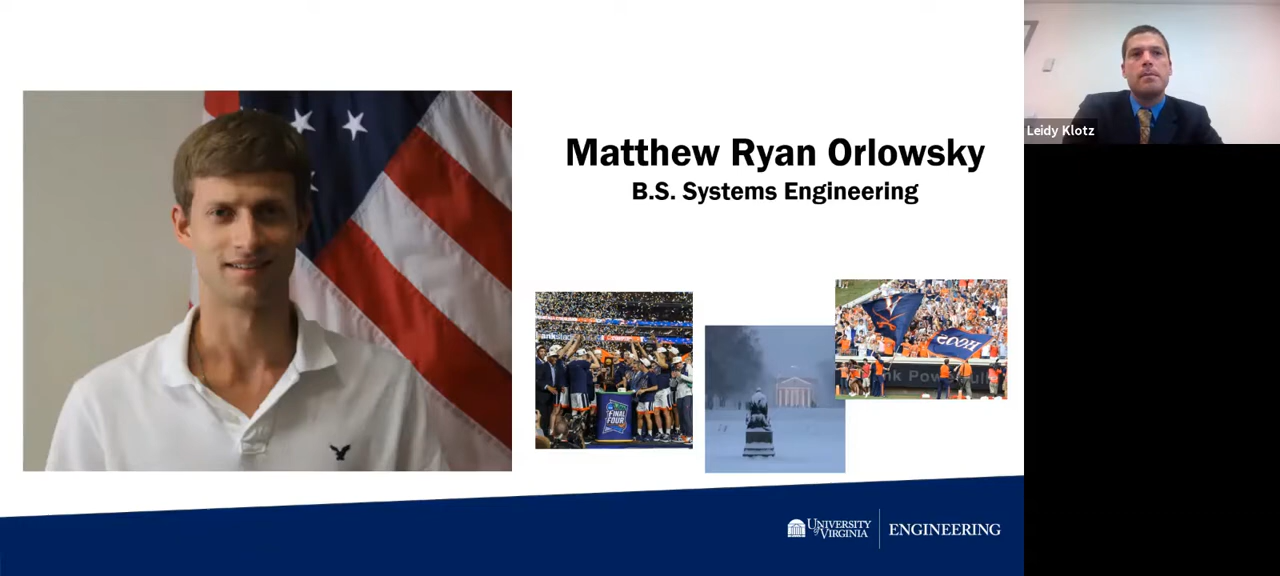 Matthew Ryan Orlowsky
B.S. Systems Engineering
Leidy Klotz
FINAL
FOUR
HOOS
UNIVERSITY
of VIRGINIA
ENGINEERING